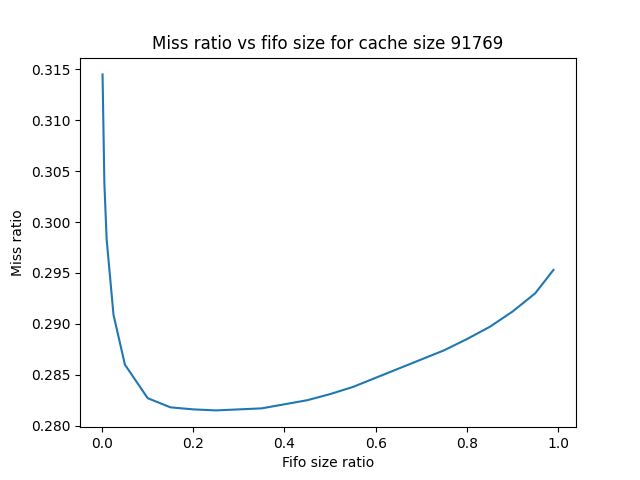 Miss ratio vs fifo size for cache size 91769
0.315
0.310
0.305
0.300
0.295
0.290
0.285
0.280
Miss ratio
0.0 0.2 0.4 0.6 0.8 1.0
Fifo size ratio